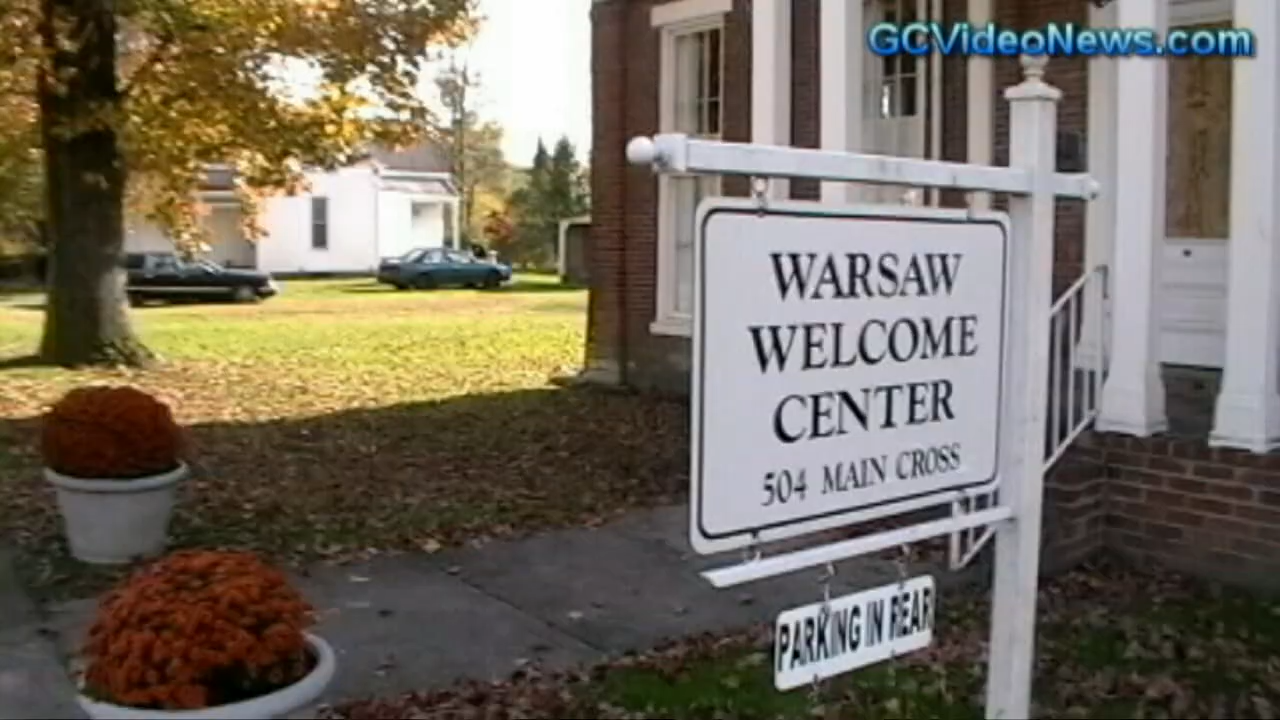 GCVideoNews.com
WARSAW
WELCOME
CENTER
504 MAIN CROSS
PARKING IN REAR